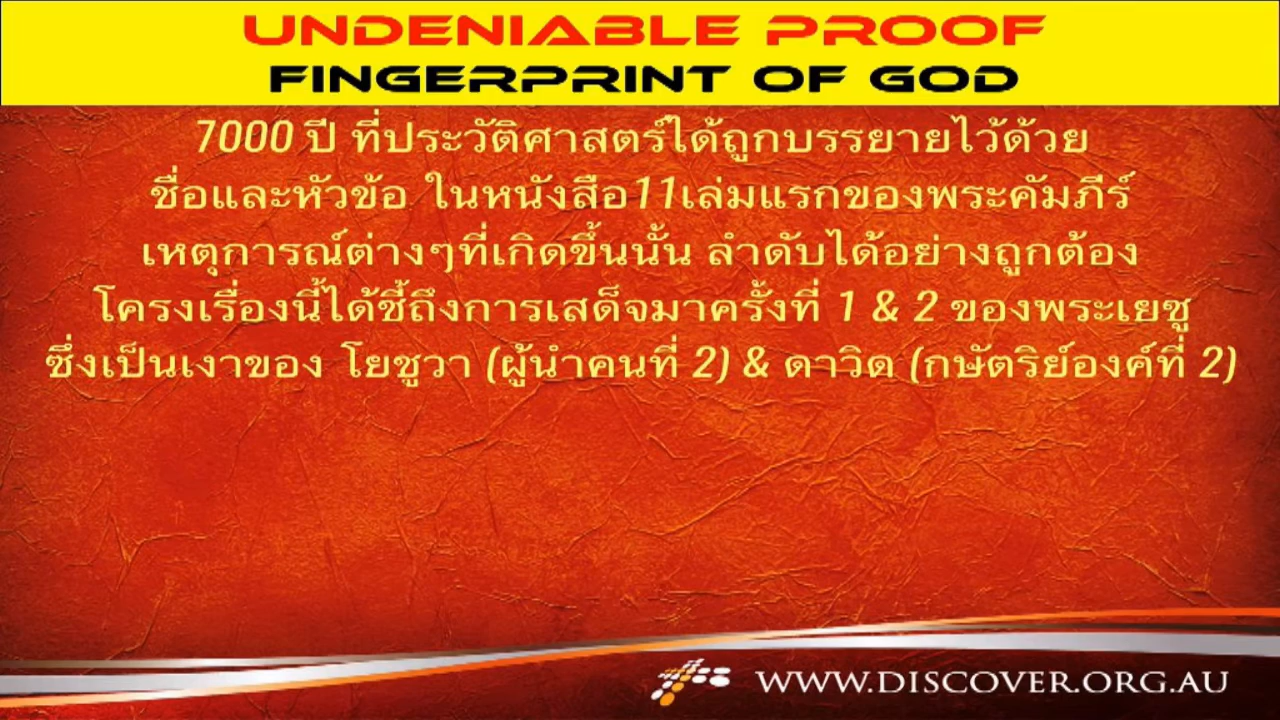 UNDENIABLE PROOF
FINGERPRINT OF GOD
7000 ปี ที่ประวัติศาสตร์ได้ถูกบรรยายไว้ด้วย
ชื่อและหัวข้อ ในหนังสือ11เล่มแรกของพระคัมภีร์
เหตุการณ์ต่างๆที่เกิดขึ้นนั้น ลำดับได้อย่างถูกต้อง
โครงเรื่องนี้ได้ชี้ถึงการเสด็จมาครั้งที่ 1 & 2 ของพระเยซู
ซึ่งเป็นเงาของ โยชูวา (ผู้นำคนที่ 2) & ดาวิด (กษัตริย์องค์ที่ 2)
WWW.DISCOVER.ORG.AU